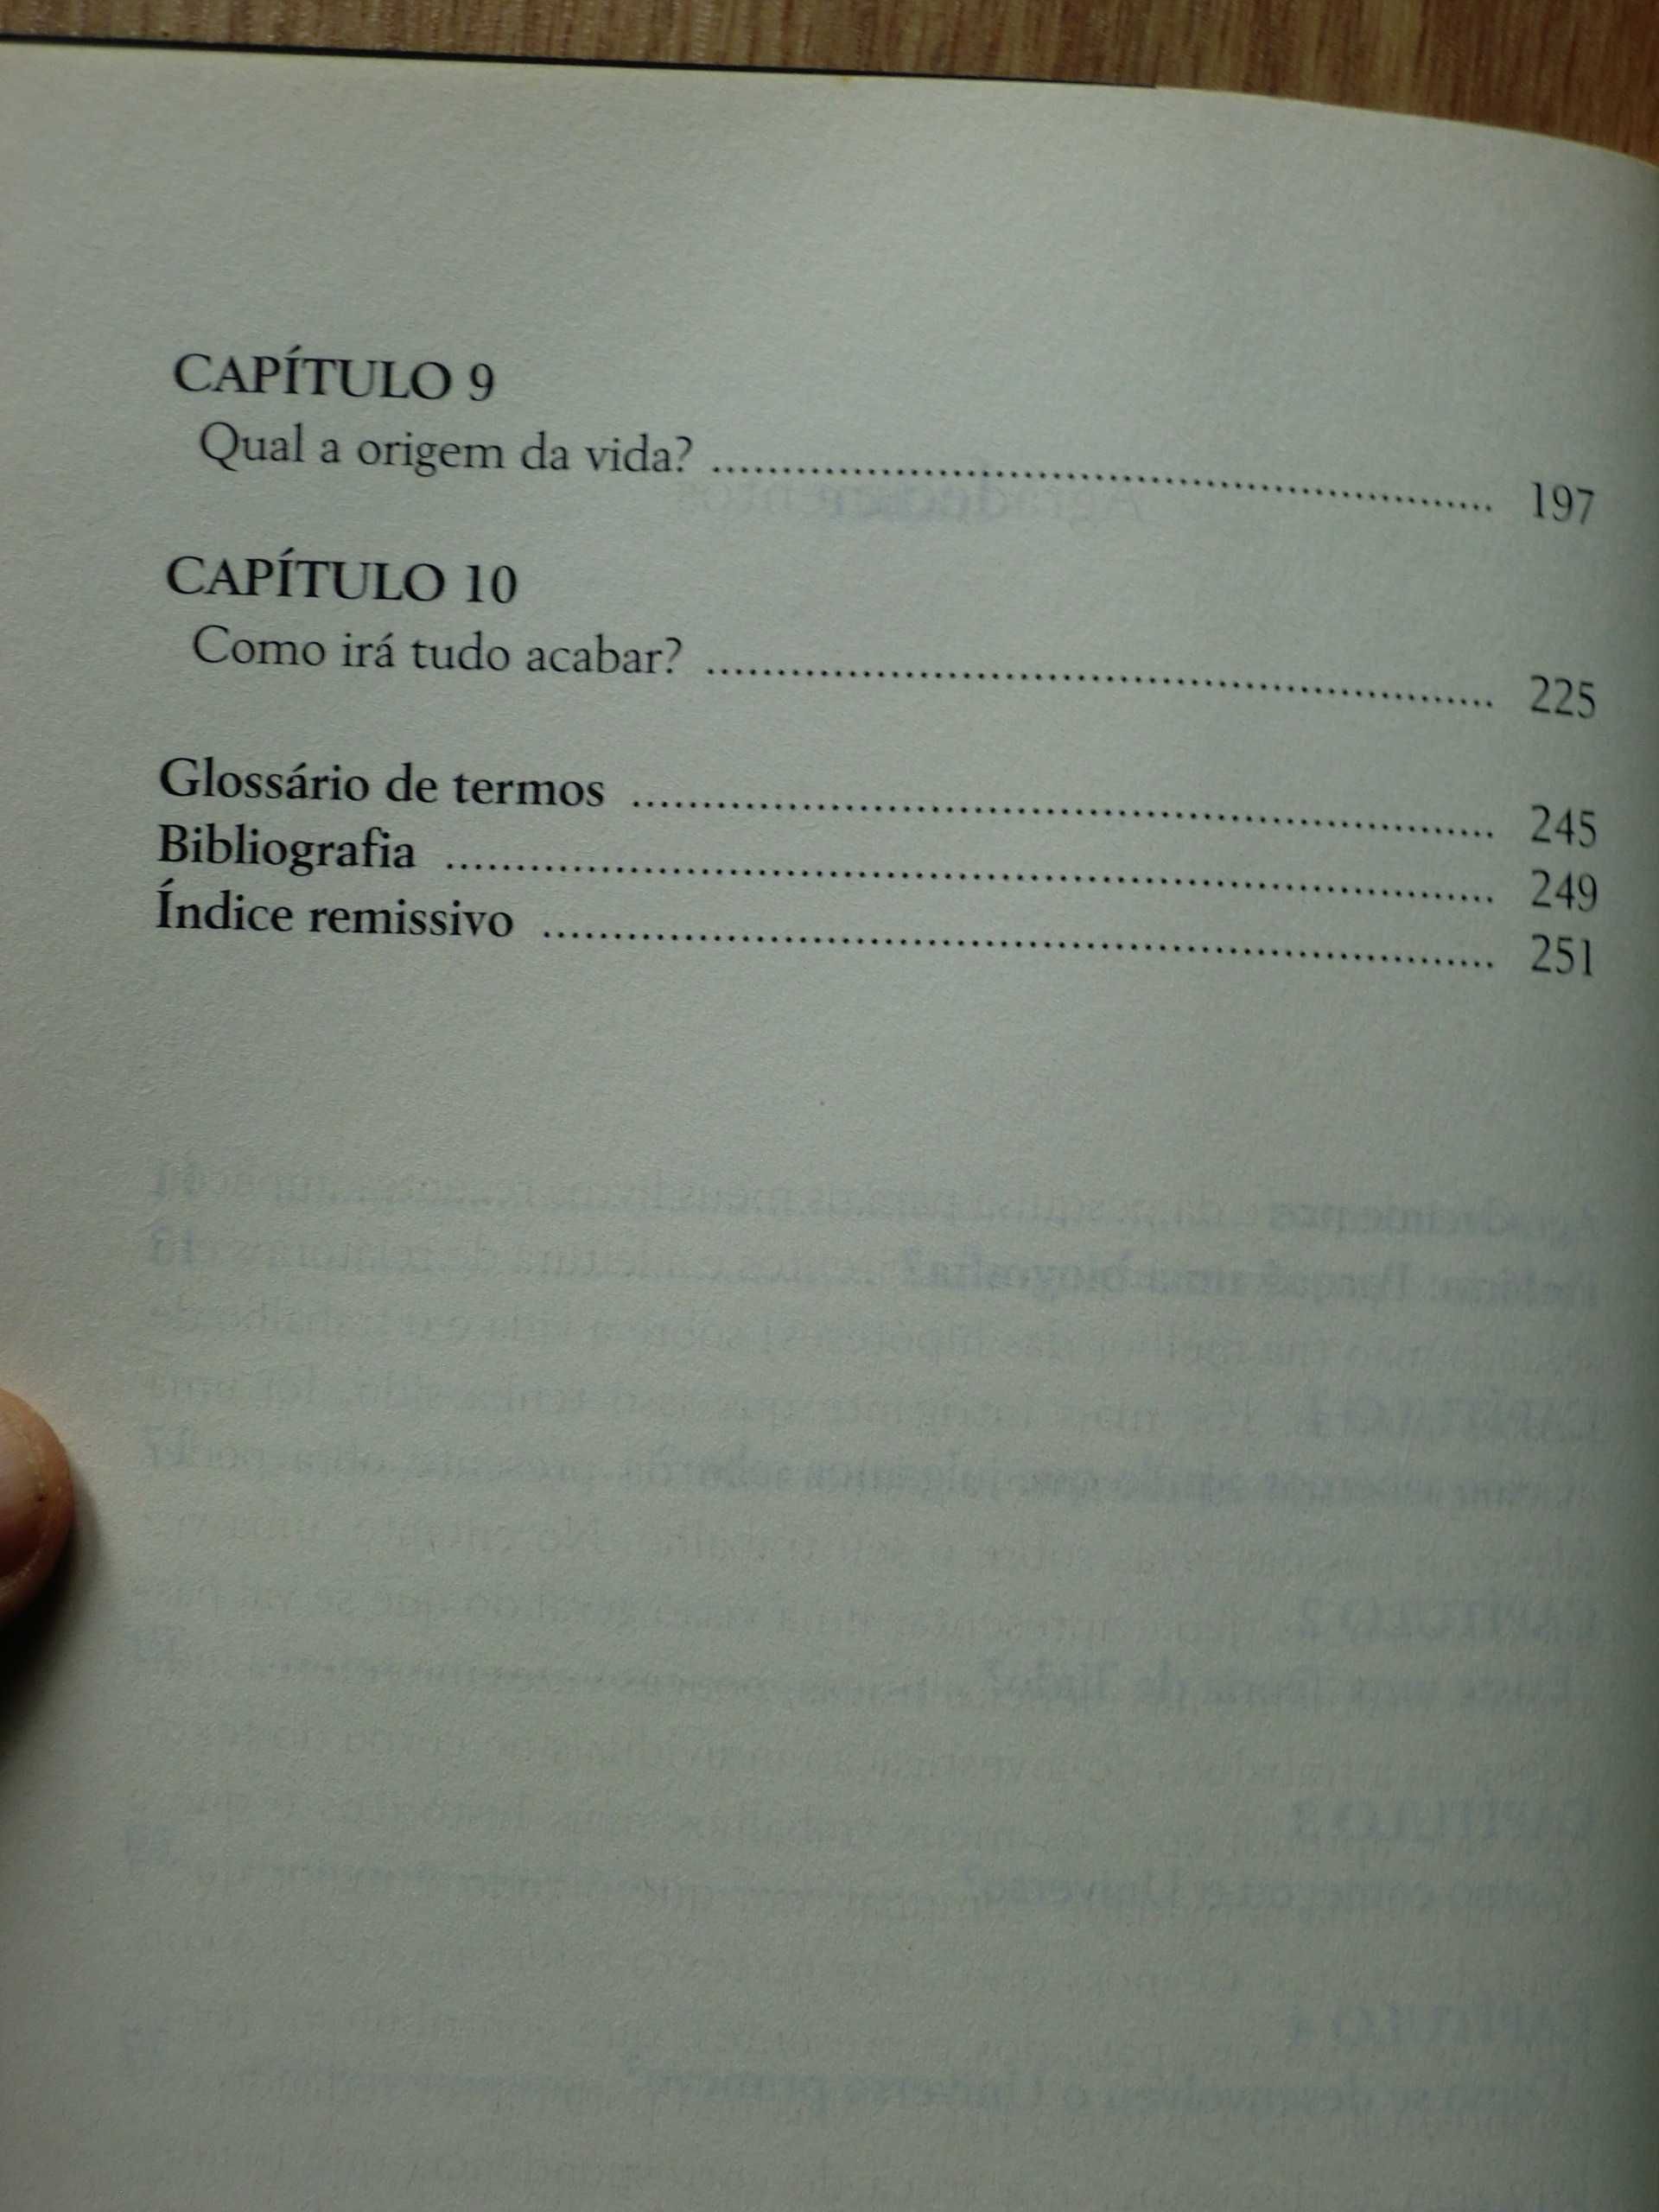 CAPÍTULO 9
Qual a origem da vida? ........ 197
CAPÍTULO 10
Como irá tudo acabar? ........ 225
Glossário de termos ........ 245
Bibliografia ........ 249
Índice remissivo ........ 251